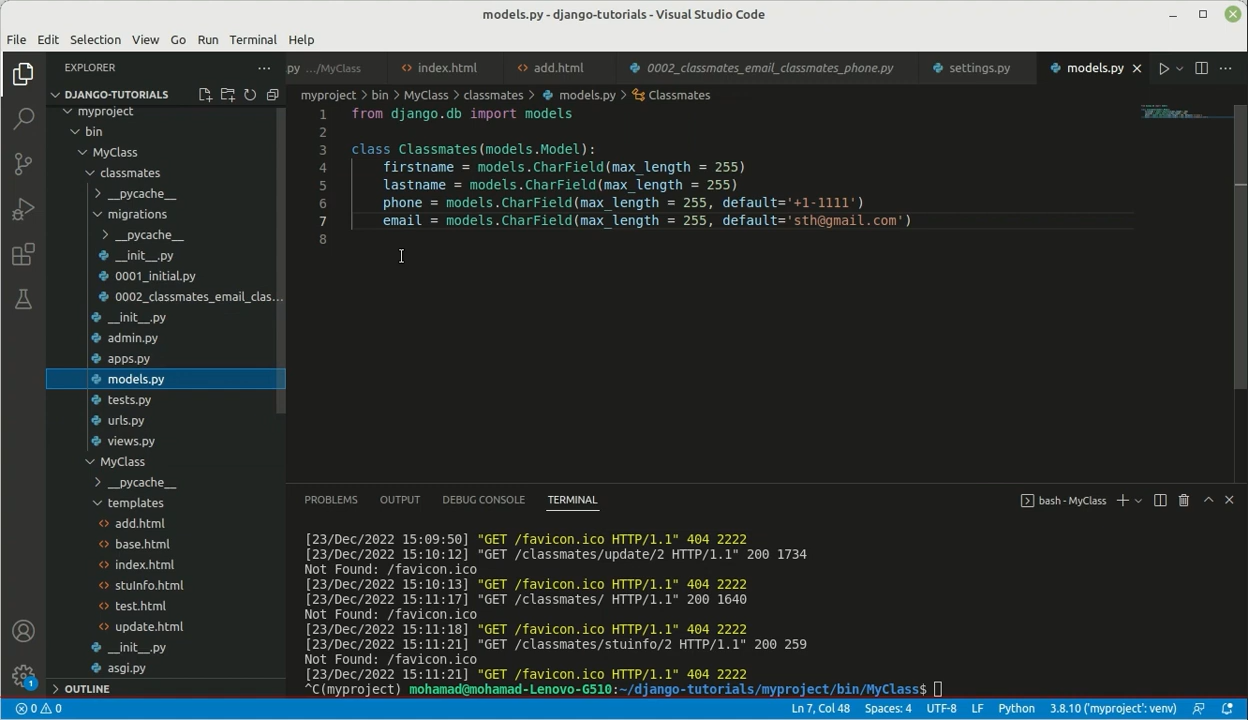 models.py - django-tutorials - Visual Studio Code
File Edit Selection View Go Run Terminal Help
EXPLORER
py .../MyClass index.html add.html 0002_classmates_email_classmates_phone.py settings.py models.py
DJANGO-TUTORIALS
myproject > bin > MyClass > classmates > models.py > Classmates
myproject
bin
MyClass
classmates
__pycache__
migrations
__pycache__
__init__.py
0001_initial.py
0002_classmates_email_clas...
__init__.py
admin.py
apps.py
models.py
tests.py
urls.py
views.py
MyClass
__pycache__
templates
add.html
base.html
index.html
stuInfo.html
test.html
update.html
__init__.py
asgi.py
OUTLINE
1 from django.db import models
2
3 class Classmates(models.Model):
4 firstname = models.CharField(max_length = 255)
5 lastname = models.CharField(max_length = 255)
6 phone = models.CharField(max_length = 255, default='+1-1111')
7 email = models.CharField(max_length = 255, default='sth@gmail.com')
8
PROBLEMS OUTPUT DEBUG CONSOLE TERMINAL
bash - MyClass
[23/Dec/2022 15:09:50] "GET /favicon.ico HTTP/1.1" 404 2222
[23/Dec/2022 15:10:12] "GET /classmates/update/2 HTTP/1.1" 200 1734
Not Found: /favicon.ico
[23/Dec/2022 15:10:13] "GET /favicon.ico HTTP/1.1" 404 2222
[23/Dec/2022 15:11:17] "GET /classmates/ HTTP/1.1" 200 1640
Not Found: /favicon.ico
[23/Dec/2022 15:11:18] "GET /favicon.ico HTTP/1.1" 404 2222
[23/Dec/2022 15:11:21] "GET /classmates/stuinfo/2 HTTP/1.1" 200 259
Not Found: /favicon.ico
[23/Dec/2022 15:11:21] "GET /favicon.ico HTTP/1.1" 404 2222
^C(myproject) mohamad@mohamad-Lenovo-G510:~/django-tutorials/myproject/bin/MyClass$
1
0 0 Ln 7, Col 48 Spaces: 4 UTF-8 LF Python 3.8.10 ('myproject': venv)